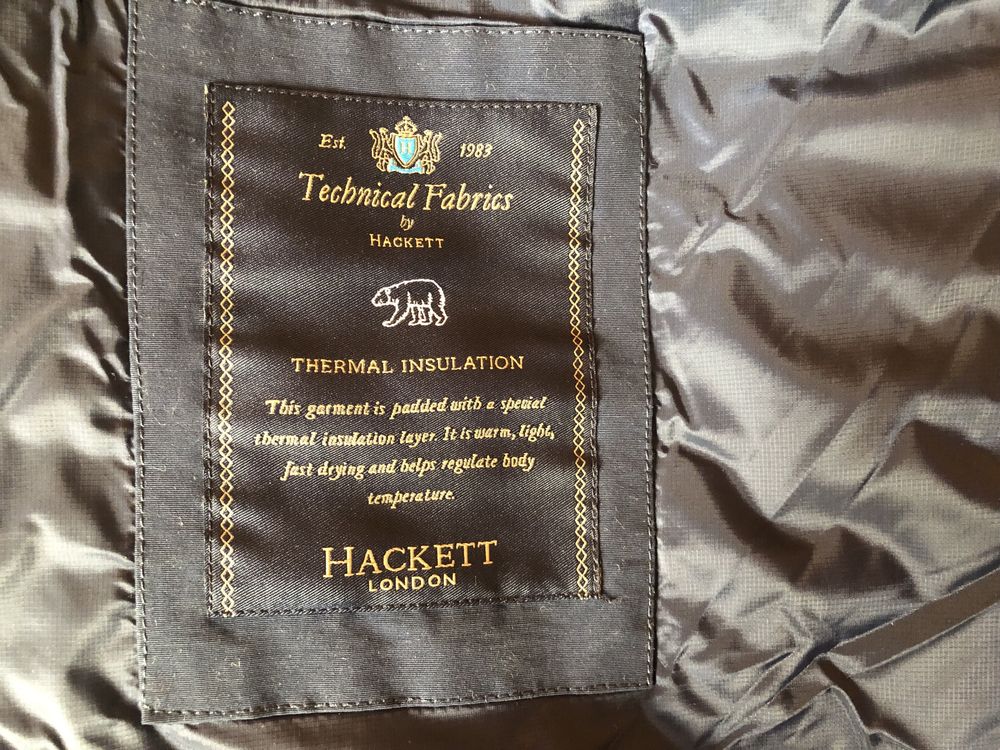 Est. 1983
Technical Fabrics
by
HACKETT
THERMAL INSULATION
This garment is padded with a special
thermal insulation layer. It is warm, light,
fast drying and helps regulate body
temperature.
HACKETT
LONDON